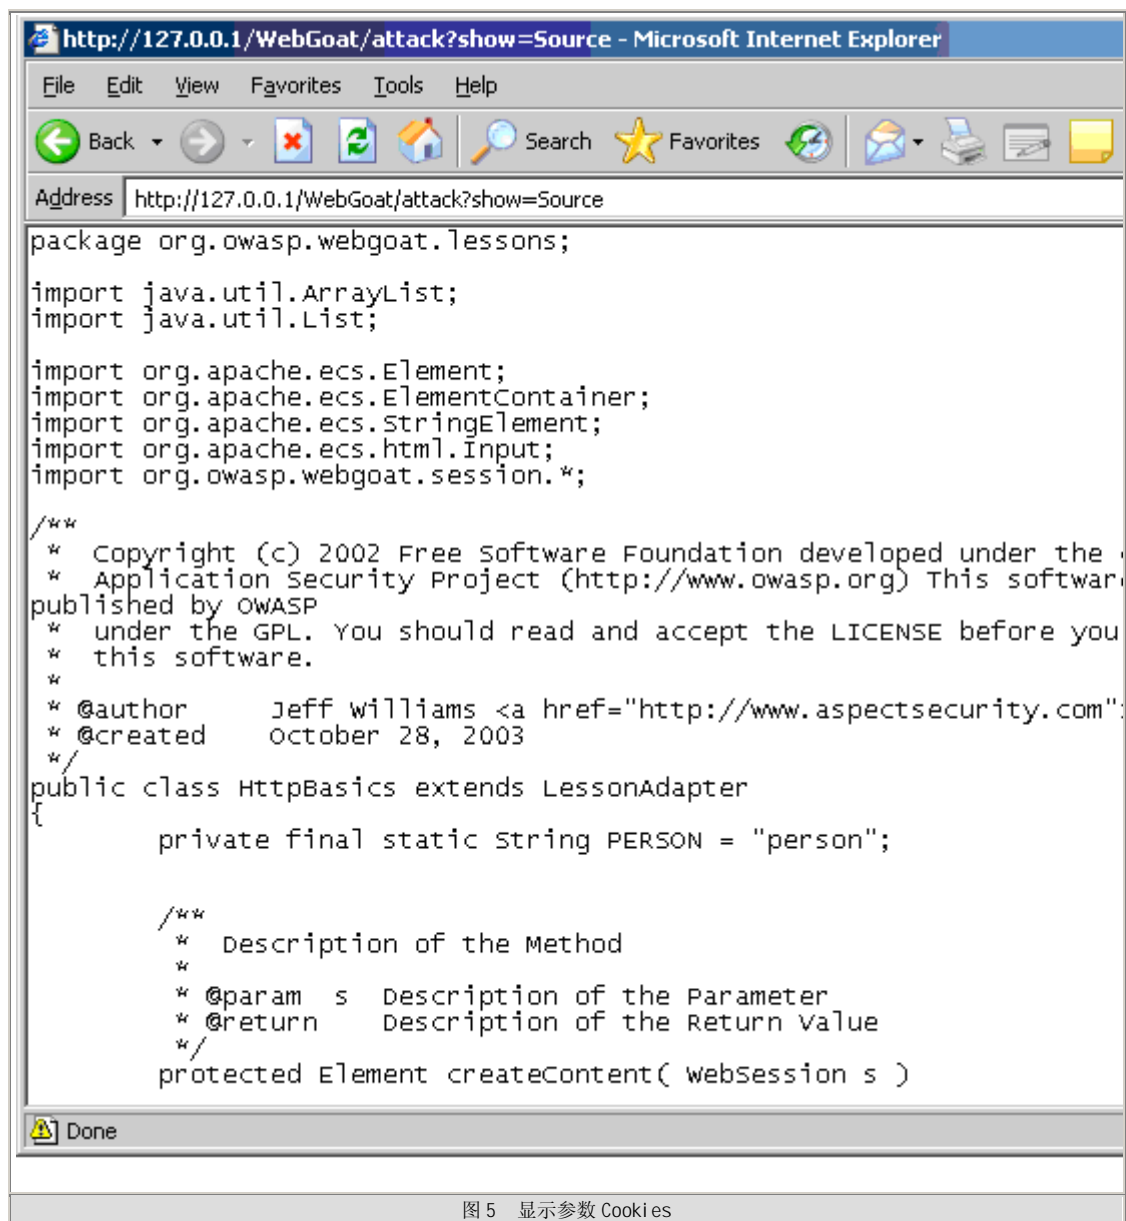 http://127.0.0.1/WebGoat/attack?show=Source - Microsoft Internet Explorer
File Edit View Favorites Tools Help
Back Search Favorites
Address http://127.0.0.1/WebGoat/attack?show=Source
package org.owasp.webgoat.lessons;
import java.util.ArrayList;
import java.util.List;
import org.apache.ecs.Element;
import org.apache.ecs.ElementContainer;
import org.apache.ecs.StringElement;
import org.apache.ecs.html.Input;
import org.owasp.webgoat.session.*;
/**
* Copyright (c) 2002 Free Software Foundation developed under the
* Application Security Project (http://www.owasp.org) This software
published by OWASP
* under the GPL. You should read and accept the LICENSE before you
* this software.
*
* @author Jeff Williams <a href="http://www.aspectsecurity.com">
* @created October 28, 2003
*/
public class HttpBasics extends LessonAdapter
{
private final static String PERSON = "person";
/**
* Description of the Method
*
* @param s Description of the Parameter
* @return Description of the Return Value
*/
protected Element createContent( WebSession s )
Done
图 5 显示参数 Cookies